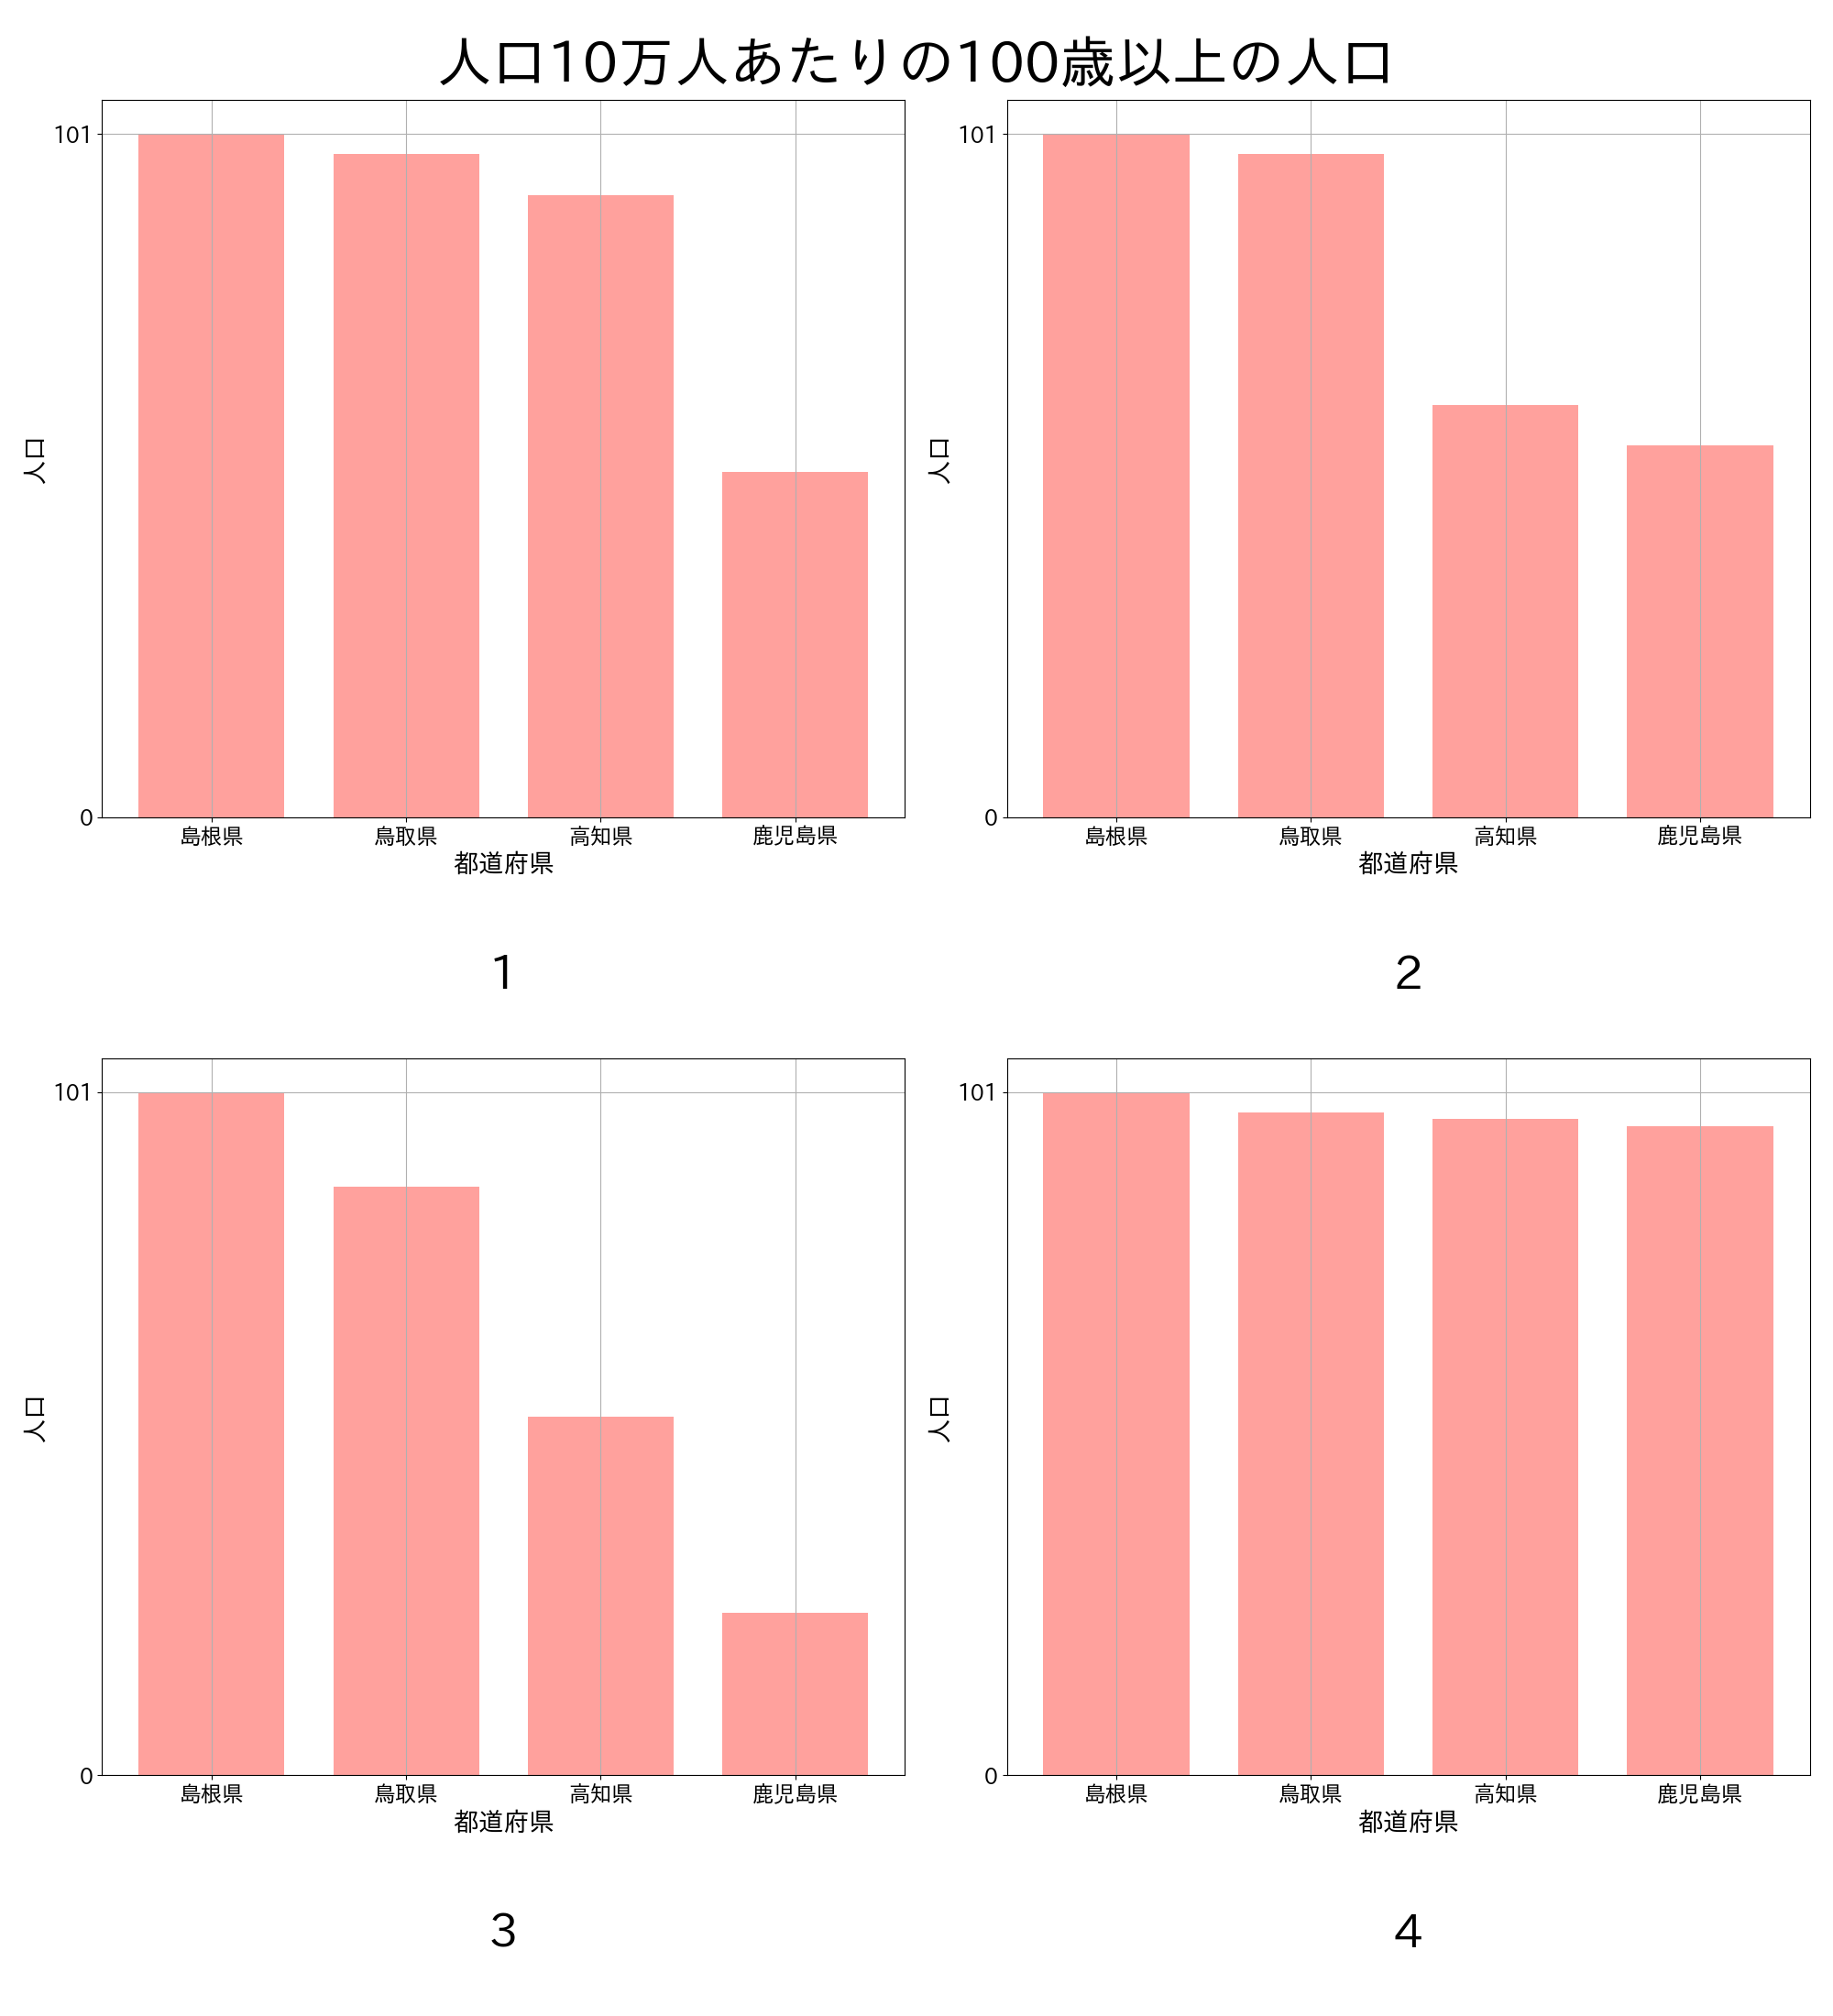 人口10万人あたりの100歳以上の人口
101
0
人口
島根県 鳥取県 高知県 鹿児島県
都道府県
1
101
0
人口
島根県 鳥取県 高知県 鹿児島県
都道府県
2
101
0
人口
島根県 鳥取県 高知県 鹿児島県
都道府県
3
101
0
人口
島根県 鳥取県 高知県 鹿児島県
都道府県
4